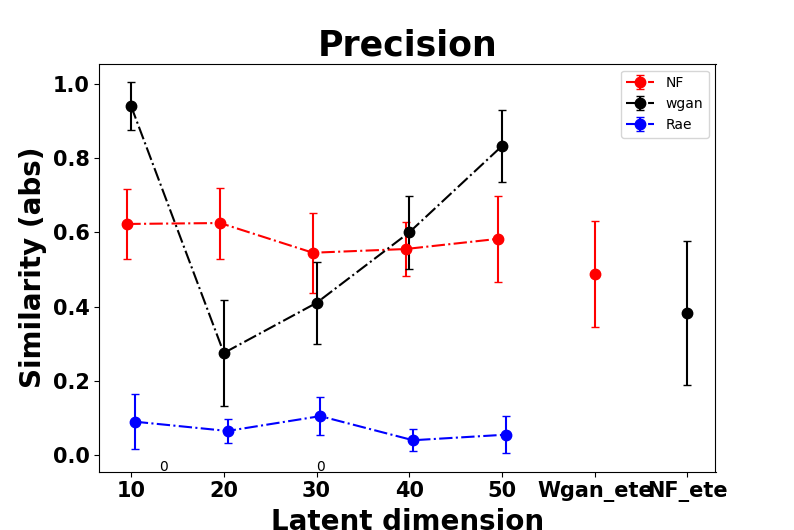 Precision
NF
wgan
Rae
Similarity (abs)
1.0
0.8
0.6
0.4
0.2
0.0
0 0
10 20 30 40 50 Wgan_ete NF_ete
Latent dimension